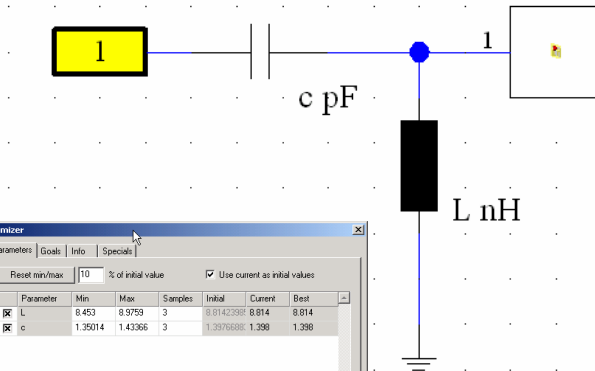 1
1
c pF
L nH
mizer
arameters Goals Info Specials
Reset min/max 10 % of initial value Use current as initial values
Parameter Min Max Samples Initial Current Best
L 8.453 8.9759 3 8.814 8.814
c 1.35014 1.43366 3 1.398 1.398